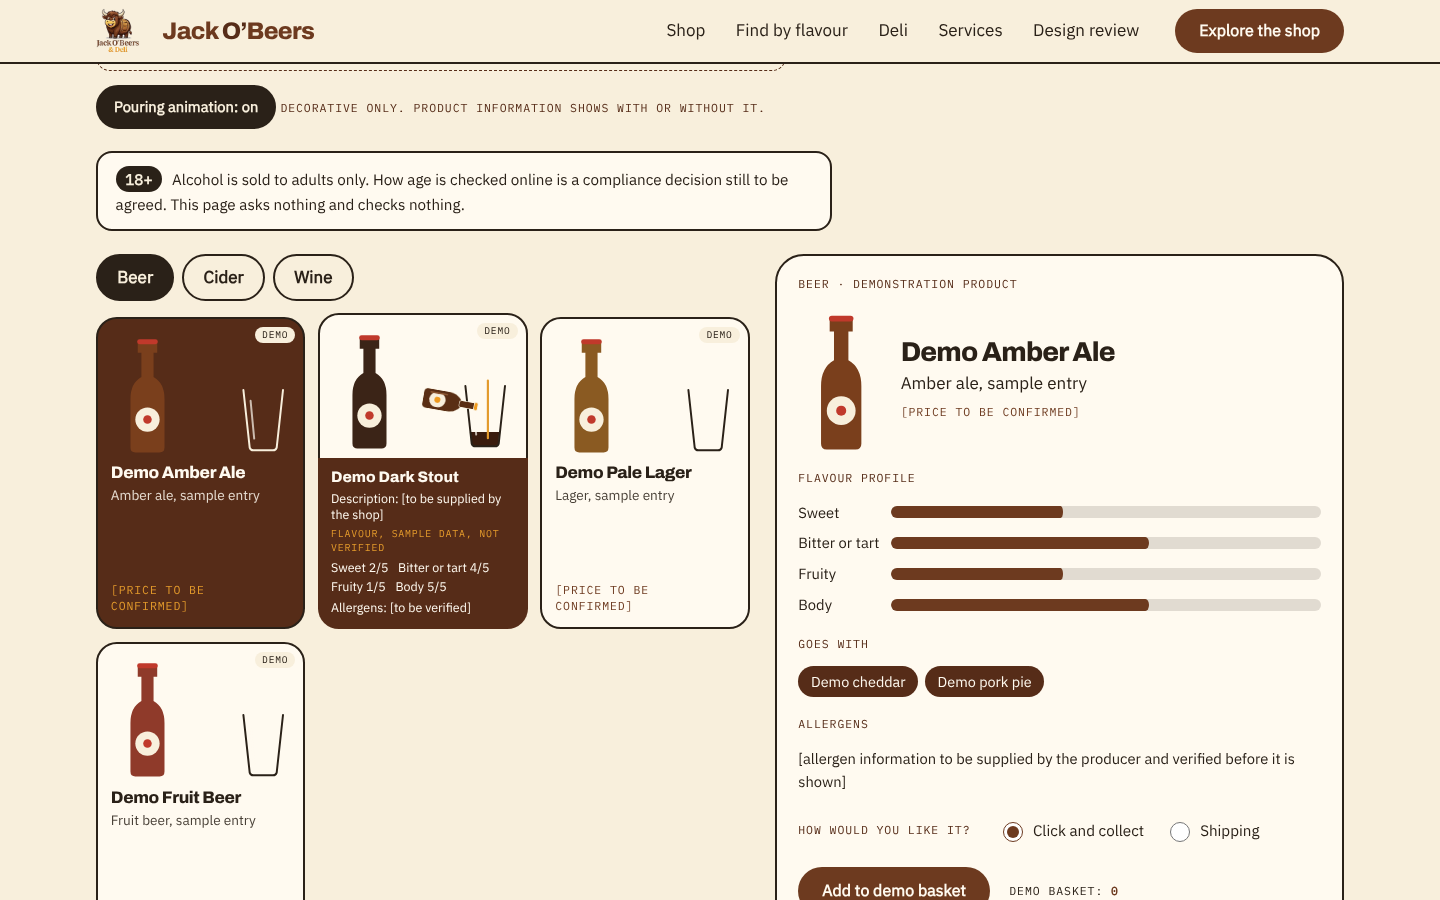 Jack O'Beers
& Deli
Jack O’Beers
Shop
Find by flavour
Deli
Services
Design review
Explore the shop
Pouring animation: on
DECORATIVE ONLY. PRODUCT INFORMATION SHOWS WITH OR WITHOUT IT.
18+ Alcohol is sold to adults only. How age is checked online is a compliance decision still to be
agreed. This page asks nothing and checks nothing.
Beer
Cider
Wine
DEMO
Demo Amber Ale
Amber ale, sample entry
[PRICE TO BE
CONFIRMED]
DEMO
Demo Dark Stout
Description: [to be supplied by
the shop]
FLAVOUR, SAMPLE DATA, NOT
VERIFIED
Sweet 2/5 Bitter or tart 4/5
Fruity 1/5 Body 5/5
Allergens: [to be verified]
DEMO
Demo Pale Lager
Lager, sample entry
[PRICE TO BE
CONFIRMED]
DEMO
Demo Fruit Beer
Fruit beer, sample entry
BEER · DEMONSTRATION PRODUCT
Demo Amber Ale
Amber ale, sample entry
[PRICE TO BE CONFIRMED]
FLAVOUR PROFILE
Sweet
Bitter or tart
Fruity
Body
GOES WITH
Demo cheddar
Demo pork pie
ALLERGENS
[allergen information to be supplied by the producer and verified before it is
shown]
HOW WOULD YOU LIKE IT?
Click and collect
Shipping
Add to demo basket
DEMO BASKET: 0